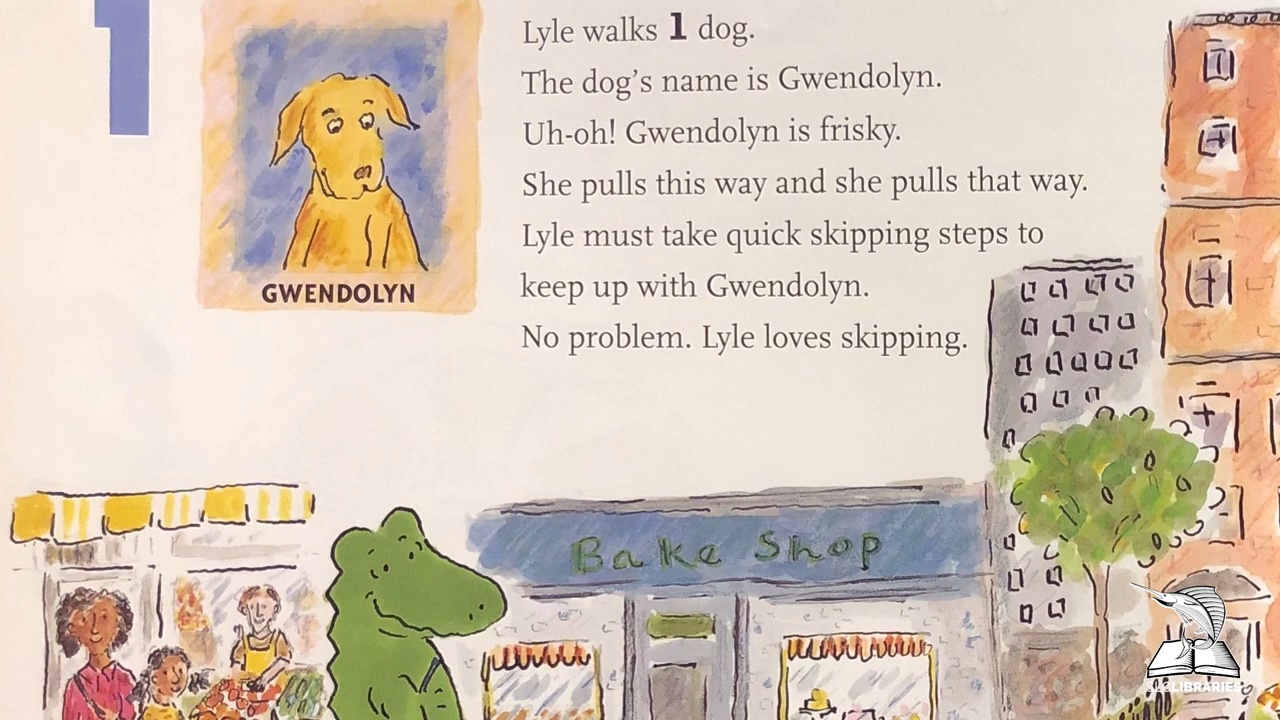 1
GWENDOLYN
Lyle walks 1 dog.
The dog's name is Gwendolyn.
Uh-oh! Gwendolyn is frisky.
She pulls this way and she pulls that way.
Lyle must take quick skipping steps to
keep up with Gwendolyn.
No problem. Lyle loves skipping.
Bake Shop
LIBRARIES